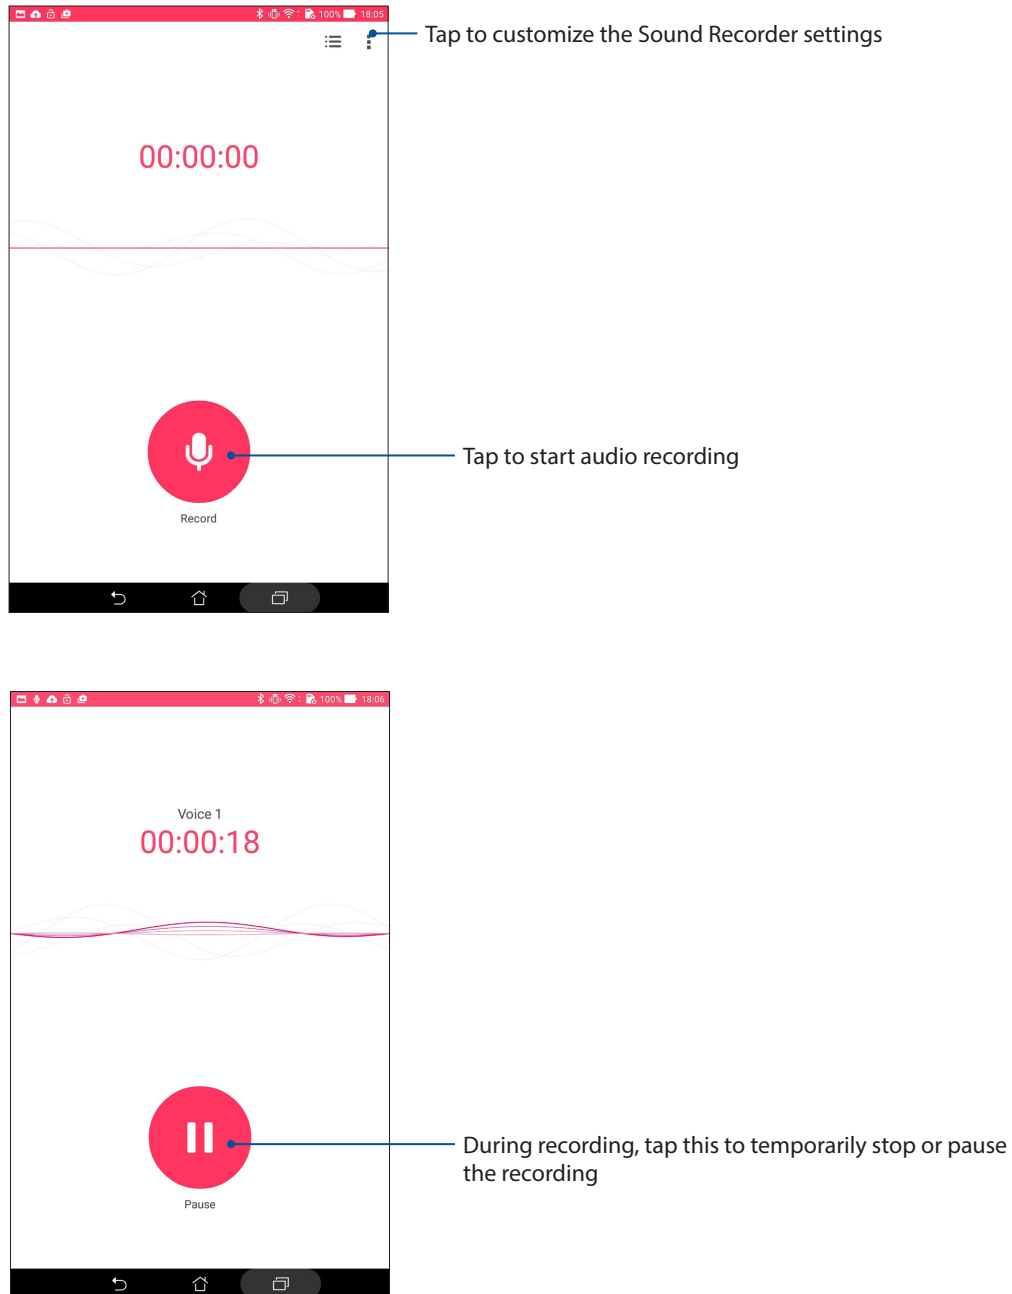 100% 18:05
Tap to customize the Sound Recorder settings
00:00:00
Tap to start audio recording
Record
100% 18:06
Voice 1
00:00:18
During recording, tap this to temporarily stop or pause
the recording
Pause